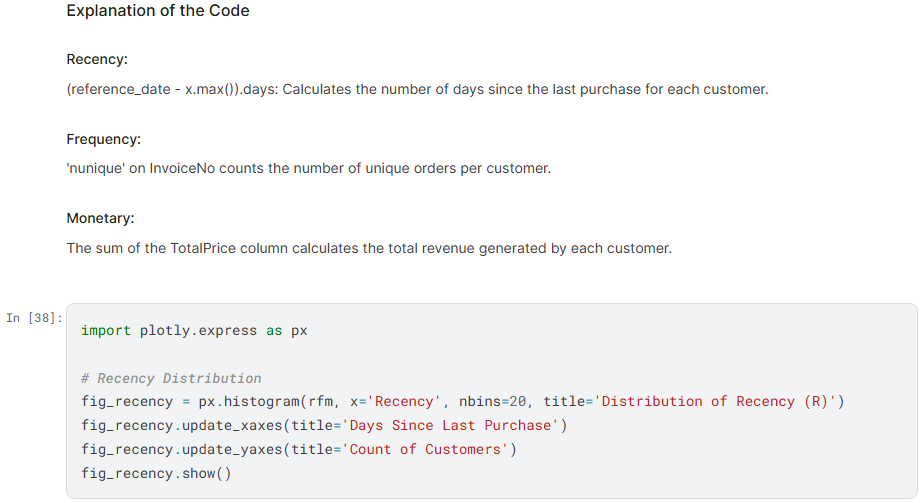 Explanation of the Code
Recency:
(reference_date - x.max()).days: Calculates the number of days since the last purchase for each customer.
Frequency:
'nunique' on InvoiceNo counts the number of unique orders per customer.
Monetary:
The sum of the TotalPrice column calculates the total revenue generated by each customer.
In [38]:
import plotly.express as px
# Recency Distribution
fig_recency = px.histogram(rfm, x='Recency', nbins=20, title='Distribution of Recency (R)')
fig_recency.update_xaxes(title='Days Since Last Purchase')
fig_recency.update_yaxes(title='Count of Customers')
fig_recency.show()